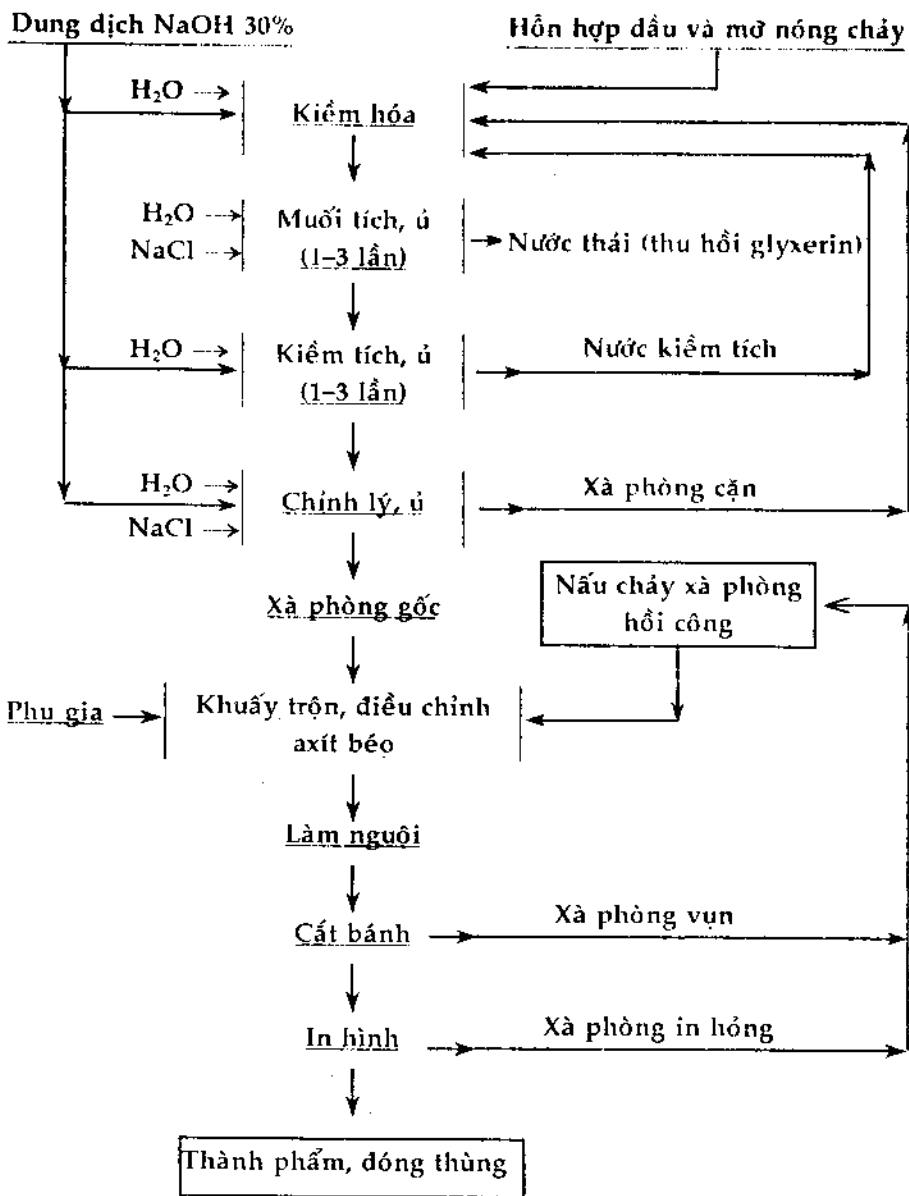 Dung dịch NaOH 30%
Hỗn hợp dầu và mỡ nóng chảy
H₂O
Kiềm hóa
H₂O
NaCl
Muối tích, ủ
(1–3 lần)
Nước thải (thu hồi glyxerin)
H₂O
Kiềm tích, ủ
(1–3 lần)
Nước kiềm tích
H₂O
NaCl
Chỉnh lý, ủ
Xà phòng cặn
Xà phòng gốc
Nấu chảy xà phòng
hồi công
Phu gia
Khuấy trộn, điều chỉnh
axít béo
Làm nguội
Cắt bánh
Xà phòng vụn
In hình
Xà phòng in hỏng
Thành phẩm, đóng thùng